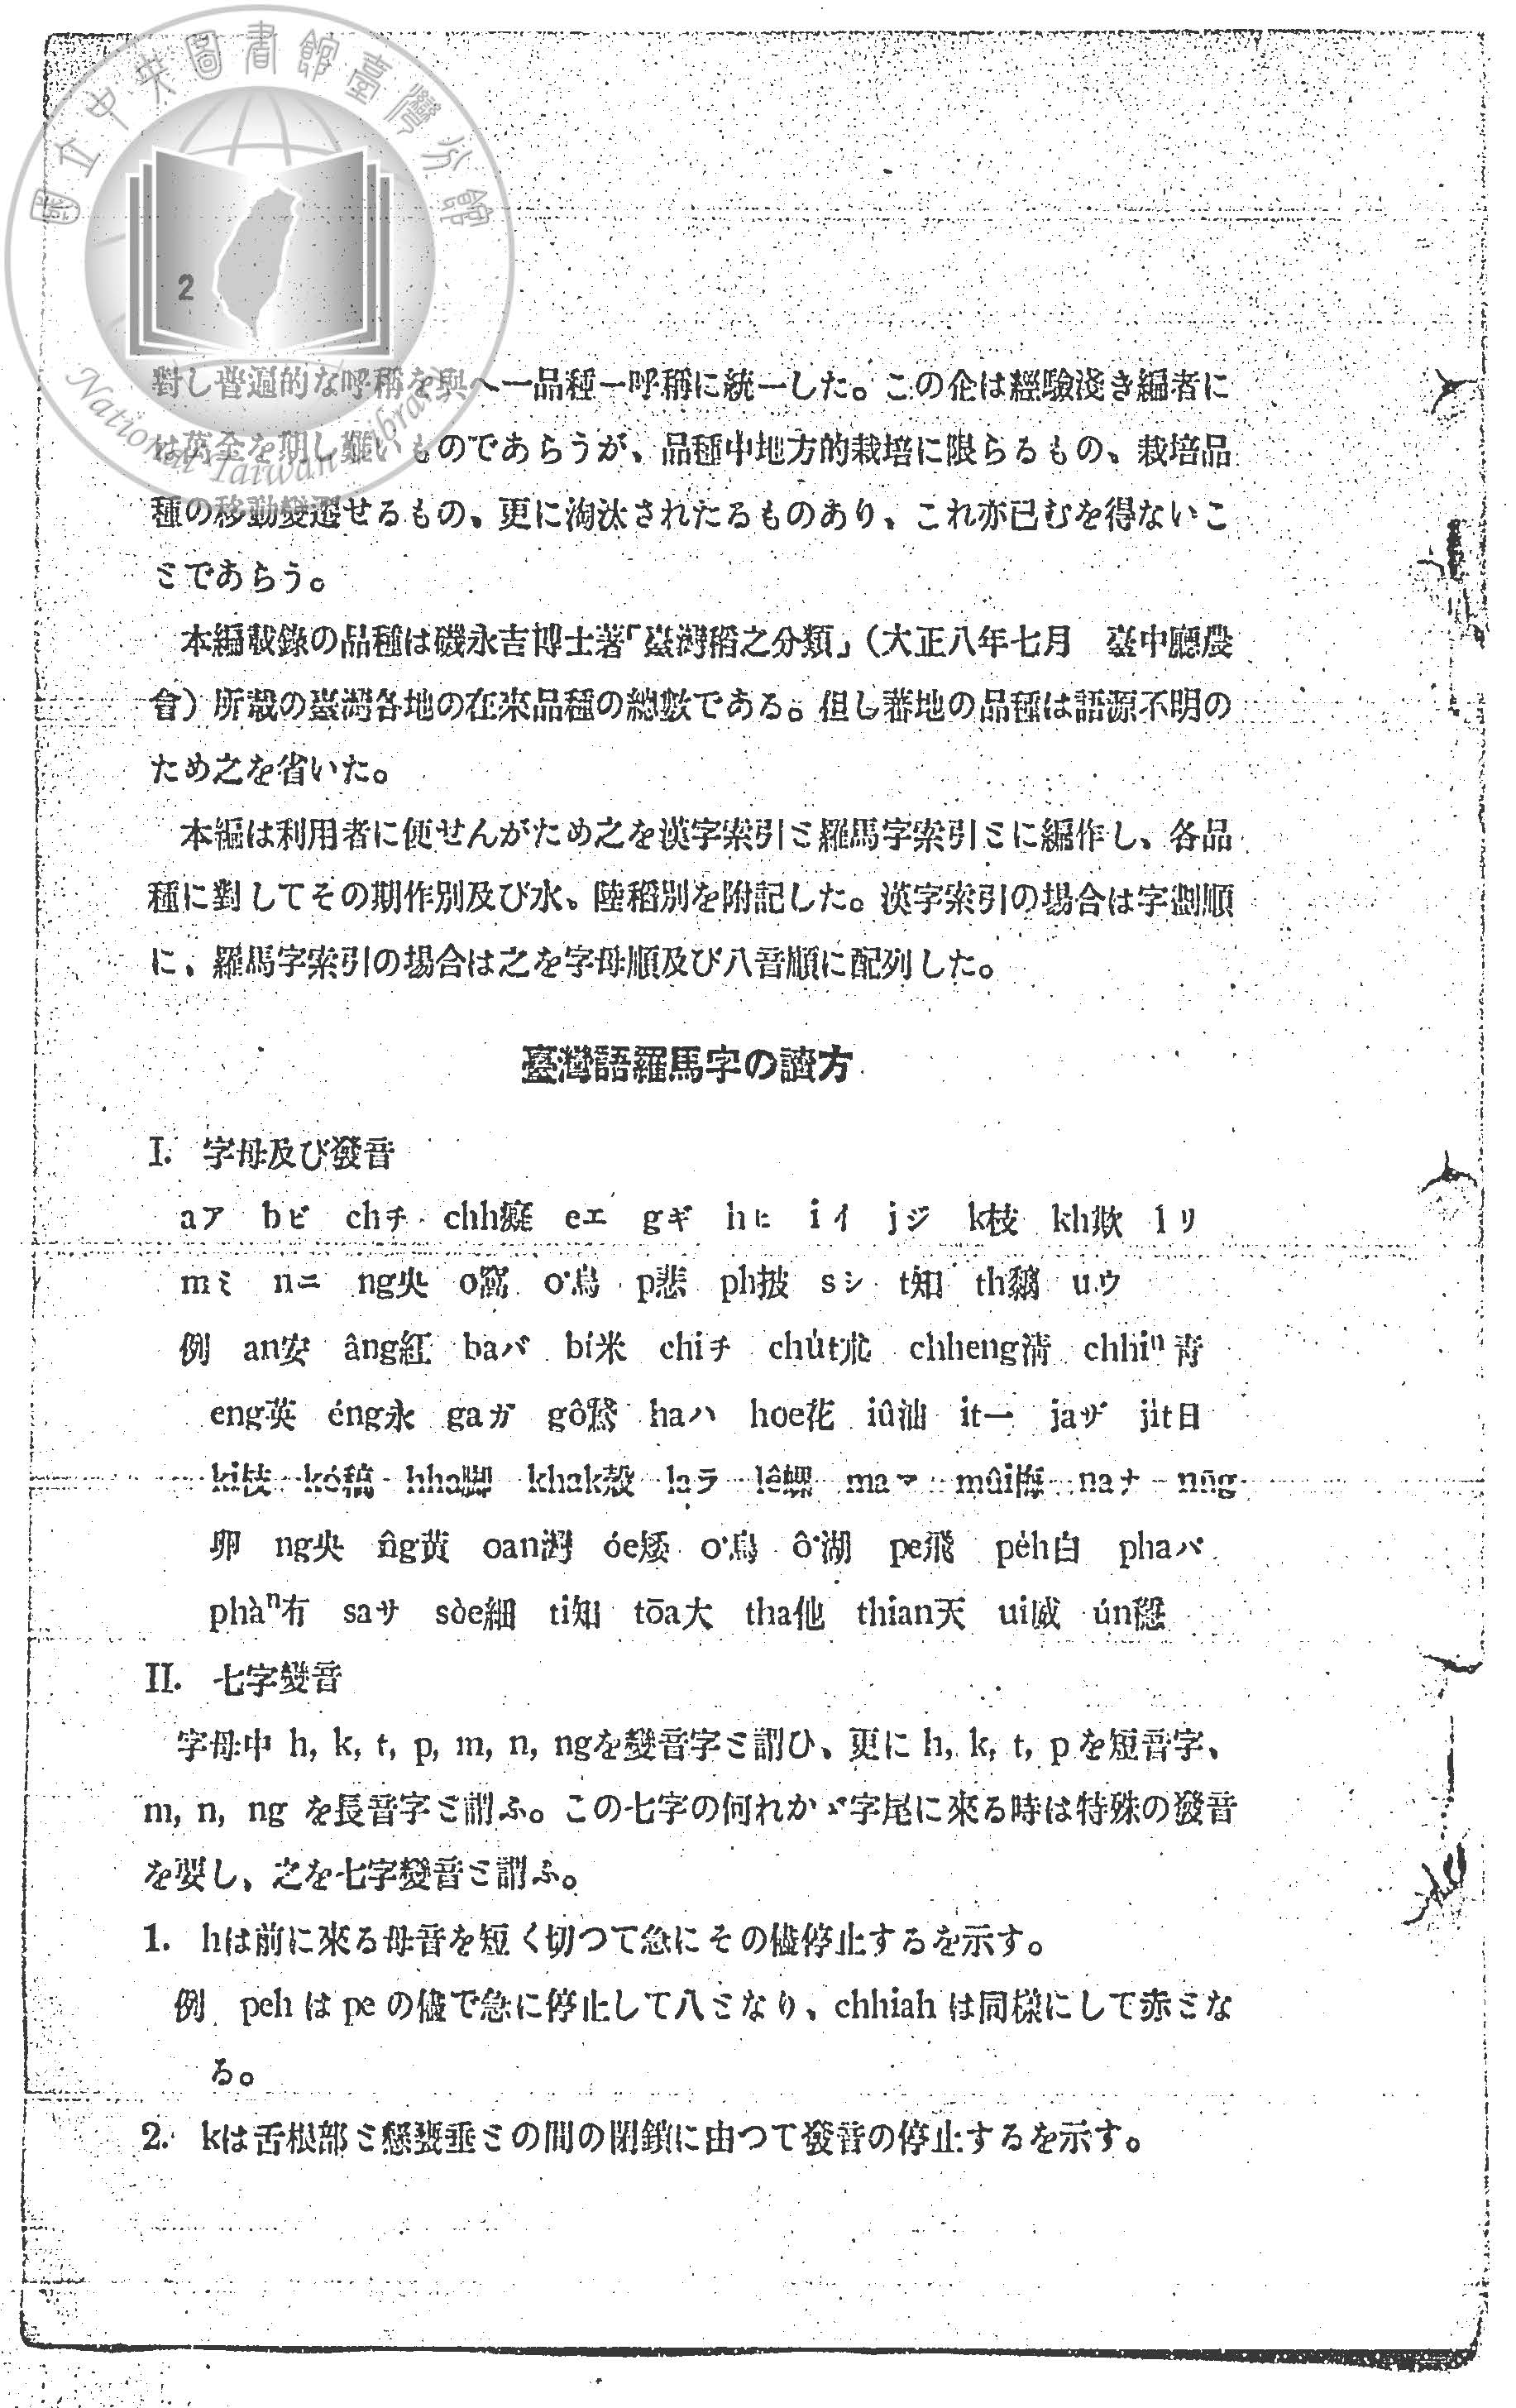 國立中央圖書館臺灣分館
National Taiwan Library
2
對し普遍的な呼稱を與へ一品種一呼稱に統一した。この企は經驗淺き編者に
は萬全を期し難いものであらうが、品種中地方的栽培に限らるもの、栽培品
種の移動變遷せるもの、更に淘汰されたるものあり、これ亦已むを得ないこ
とであらう。
本編載錄の品種は磯永吉博士著「臺灣稻之分類」（大正八年七月　臺中廳農
會）所載の臺灣各地の在來品種の總數である。但し蕃地の品種は語源不明の
ため之を省いた。
本編は利用者に便せんがため之を漢字索引と羅馬字索引とに編作し、各品
種に對してその期作別及び水、陸稻別を附記した。漢字索引の場合は字劃順
に、羅馬字索引の場合は之を字母順及び八音順に配列した。
臺灣語羅馬字の讀方
I. 字母及び發音
aア bビ chチ chh癡 eエ gギ hヒ iイ jジ k枝 kh欺 lリ
mミ nニ ng央 o窩 o͘烏 p悲 ph披 sシ t知 th黐 uウ
例 an安 âng紅 baバ bí米 chiチ chu̍t朮 chheng淸 chhiⁿ靑
eng英 éng永 gaガ gô鵞 haハ hoe花 iû油 it一 jaザ ji̍t日
ki枝 kó稿 hha脚 khak殼 laラ lê螺 maマ mûi梅 naナ nn̄g
卵 ng央 n̂g黃 oan灣 óe矮 o͘烏 ô͘湖 pe飛 pe̍h白 phaパ
phàⁿ冇 saサ sòe細 ti知 tōa大 tha他 thian天 ui威 ún穩
II. 七字變音
字母中 h, k, t, p, m, n, ngを變音字と謂ひ、更に h, k, t, p を短音字、
m, n, ng を長音字と謂ふ。この七字の何れかゞ字尾に來る時は特殊の發音
を要し、之を七字變音と謂ふ。
1. hは前に來る母音を短く切つて急にその儘停止するを示す。
例 peh は pe の儘で急に停止して八となり、chhiah は同樣にして赤とな
る。
2. kは舌根部と懸壅垂との間の閉鎖に由つて發音の停止するを示す。